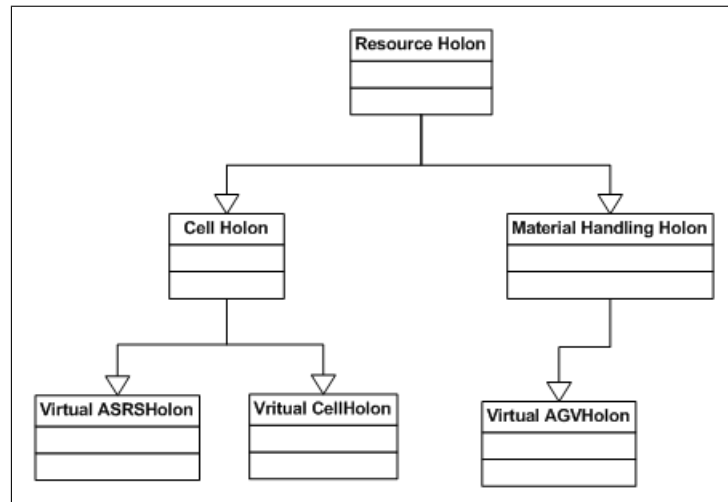 Resource Holon
Cell Holon
Material Handling Holon
Virtual ASRSHolon
Vritual CellHolon
Virtual AGVHolon